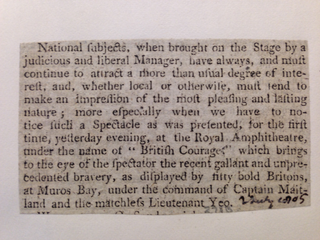 National subjects, when brought on the Stage by a
judicious and liberal Manager, have always, and must
continue to attract a more than usual degree of inte-
rest, and, whether local or otherwise, must tend to
make an impression of the most pleasing and lasting
nature; more especially when we have to no-
tice such a Spectacle as was presented, for the first
time, yesterday evening, at the Royal Amphitheatre,
under the name of “British Courage;” which brings
to the eye of the spectator the recent gallant and unpre-
cedented bravery, as displayed by fifty bold Britons,
at Muros Bay, under the command of Captain Mait-
land and the matchless Lieutenant Yeo.
July 1805